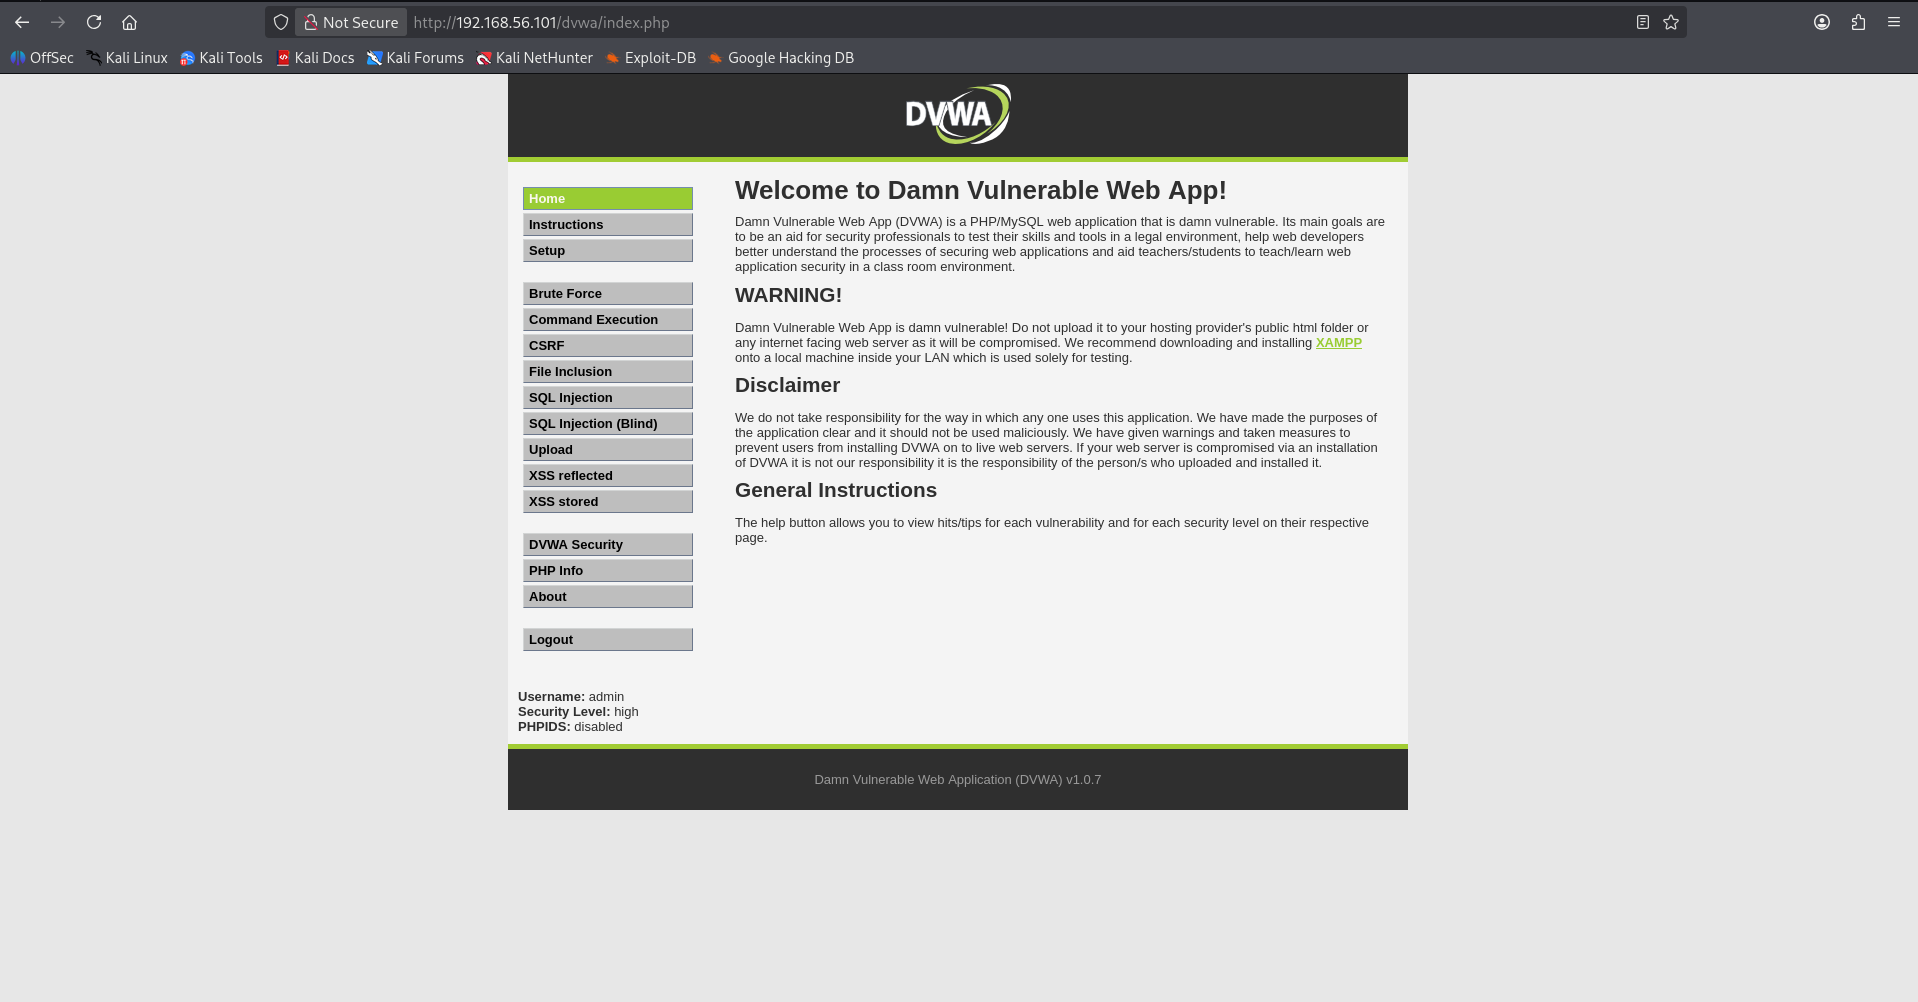 Not Secure http://192.168.56.101/dvwa/index.php
OffSec Kali Linux Kali Tools Kali Docs Kali Forums Kali NetHunter Exploit-DB Google Hacking DB
DVWA
Home
Instructions
Setup
Brute Force
Command Execution
CSRF
File Inclusion
SQL Injection
SQL Injection (Blind)
Upload
XSS reflected
XSS stored
DVWA Security
PHP Info
About
Logout
Welcome to Damn Vulnerable Web App!
Damn Vulnerable Web App (DVWA) is a PHP/MySQL web application that is damn vulnerable. Its main goals are
to be an aid for security professionals to test their skills and tools in a legal environment, help web developers
better understand the processes of securing web applications and aid teachers/students to teach/learn web
application security in a class room environment.
WARNING!
Damn Vulnerable Web App is damn vulnerable! Do not upload it to your hosting provider's public html folder or
any internet facing web server as it will be compromised. We recommend downloading and installing XAMPP
onto a local machine inside your LAN which is used solely for testing.
Disclaimer
We do not take responsibility for the way in which any one uses this application. We have made the purposes of
the application clear and it should not be used maliciously. We have given warnings and taken measures to
prevent users from installing DVWA on to live web servers. If your web server is compromised via an installation
of DVWA it is not our responsibility it is the responsibility of the person/s who uploaded and installed it.
General Instructions
The help button allows you to view hits/tips for each vulnerability and for each security level on their respective
page.
Username: admin
Security Level: high
PHPIDS: disabled
Damn Vulnerable Web Application (DVWA) v1.0.7